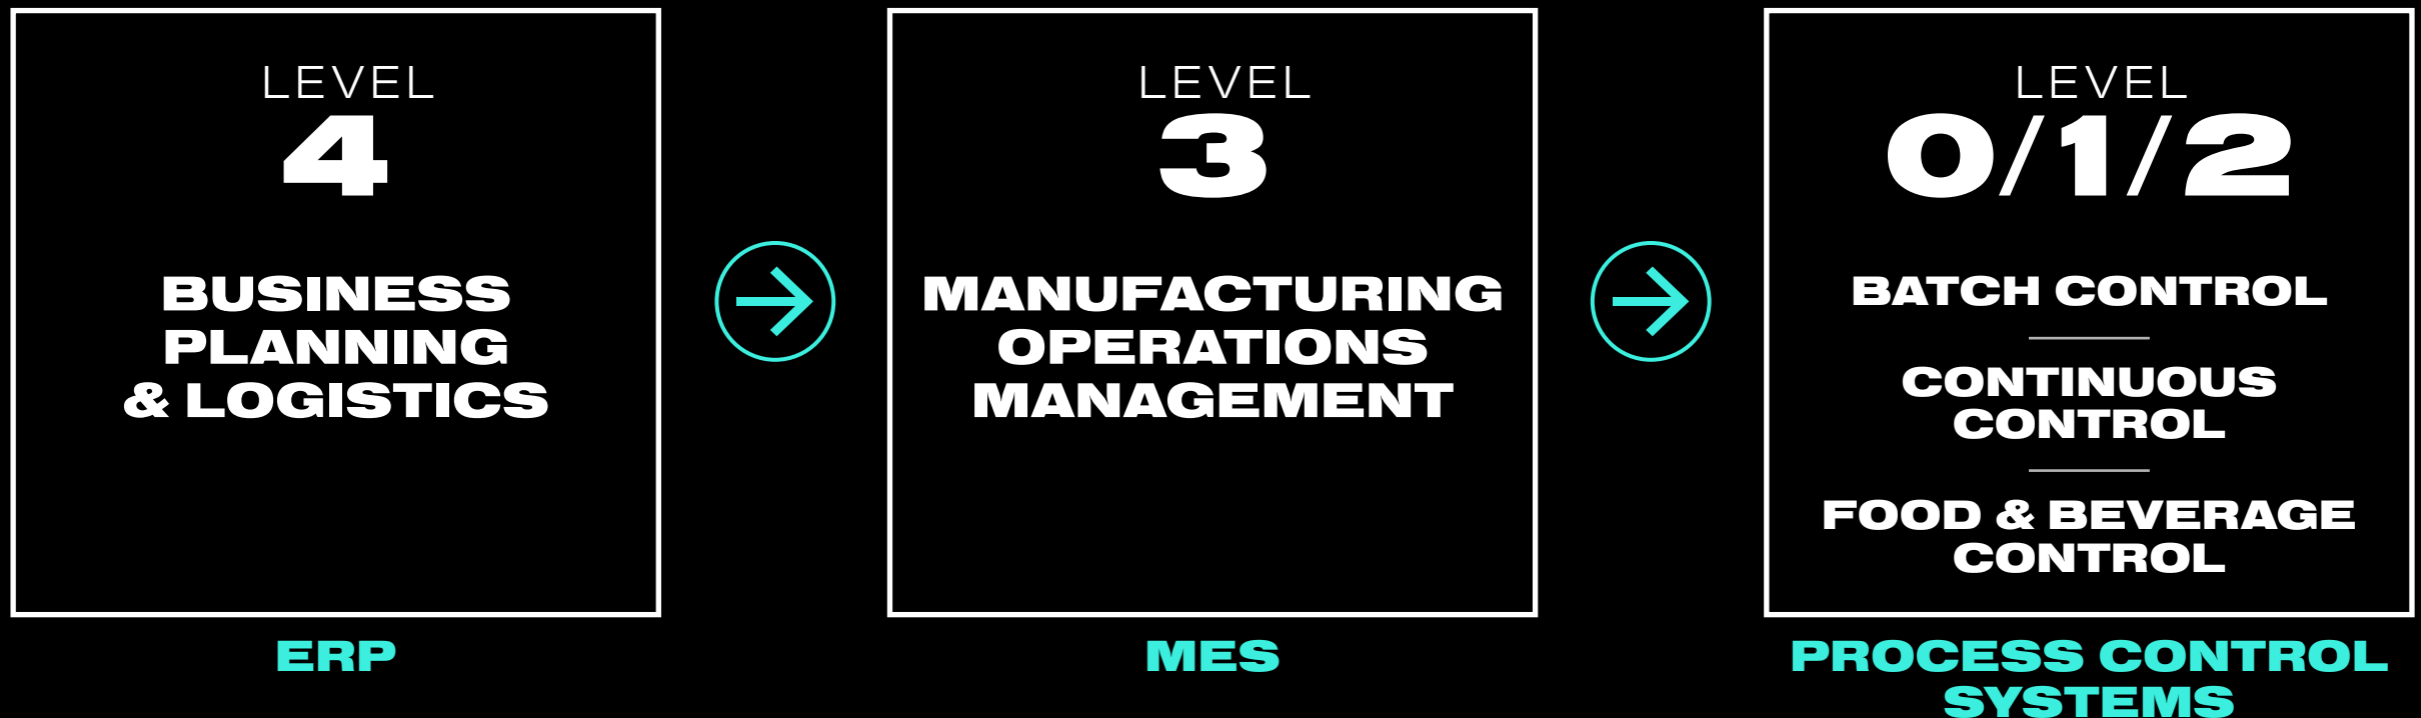 LEVEL
4
BUSINESS
PLANNING
& LOGISTICS
ERP
LEVEL
3
MANUFACTURING
OPERATIONS
MANAGEMENT
MES
LEVEL
0/1/2
BATCH CONTROL
CONTINUOUS
CONTROL
FOOD & BEVERAGE
CONTROL
PROCESS CONTROL
SYSTEMS